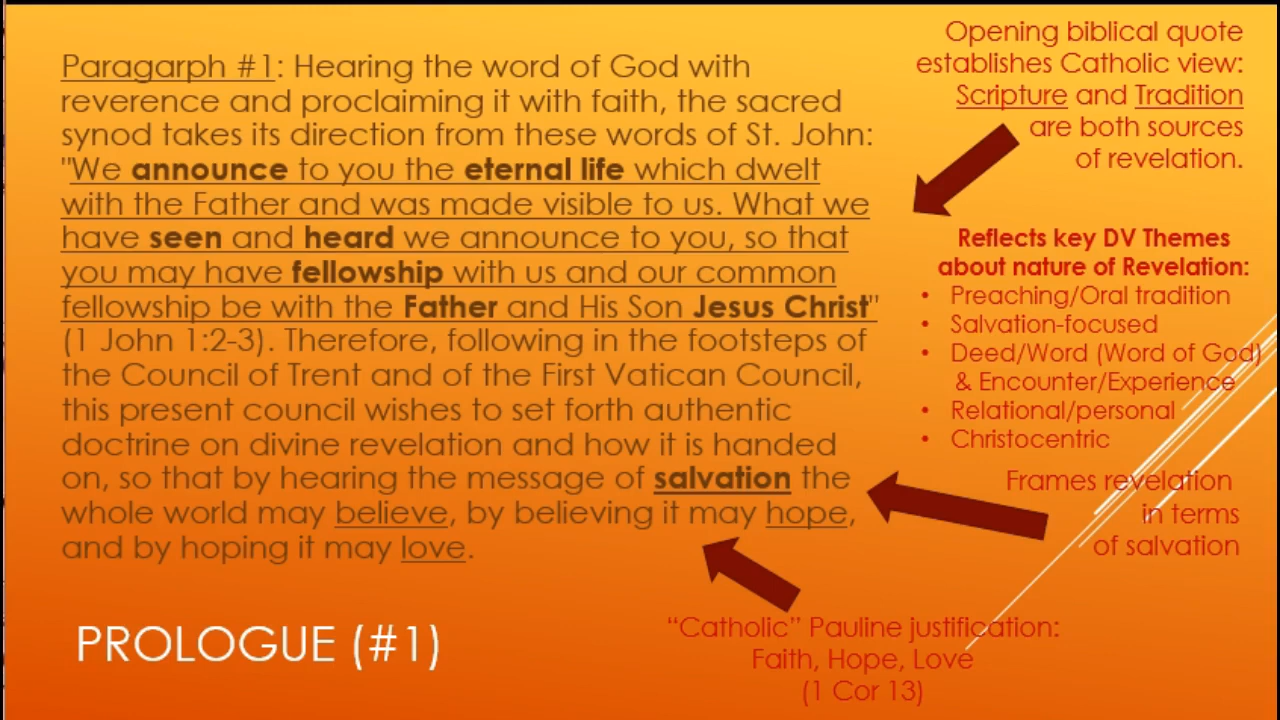 Paragarph #1: Hearing the word of God with
reverence and proclaiming it with faith, the sacred
synod takes its direction from these words of St. John:
"We announce to you the eternal life which dwelt
with the Father and was made visible to us. What we
have seen and heard we announce to you, so that
you may have fellowship with us and our common
fellowship be with the Father and His Son Jesus Christ"
(1 John 1:2-3). Therefore, following in the footsteps of
the Council of Trent and of the First Vatican Council,
this present council wishes to set forth authentic
doctrine on divine revelation and how it is handed
on, so that by hearing the message of salvation the
whole world may believe, by believing it may hope,
and by hoping it may love.
PROLOGUE (#1)
Opening biblical quote
establishes Catholic view:
Scripture and Tradition
are both sources
of revelation.
Reflects key DV Themes
about nature of Revelation:
• Preaching/Oral tradition
• Salvation-focused
• Deed/Word (Word of God)
& Encounter/Experience
• Relational/personal
• Christocentric
Frames revelation
in terms
of salvation
“Catholic” Pauline justification:
Faith, Hope, Love
(1 Cor 13)